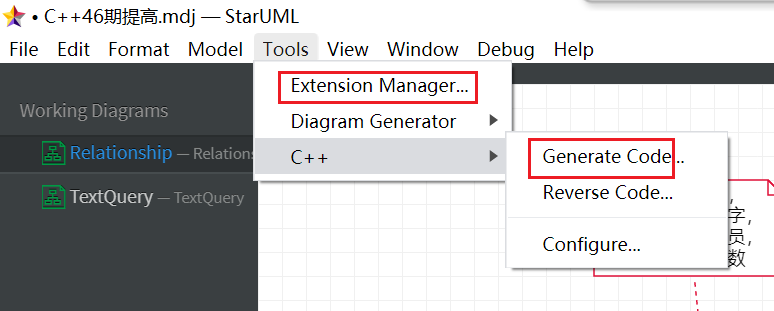 • C++46期提高.mdj — StarUML
File Edit Format Model Tools View Window Debug Help
Working Diagrams
Relationship — Relations
TextQuery — TextQuery
Extension Manager...
Diagram Generator
C++
Generate Code...
Reverse Code...
Configure...
,
字,
员,
数